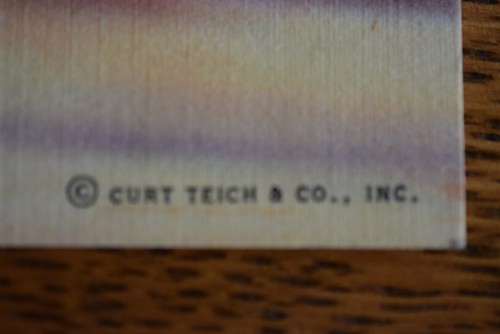 © CURT TEICH & CO., INC.